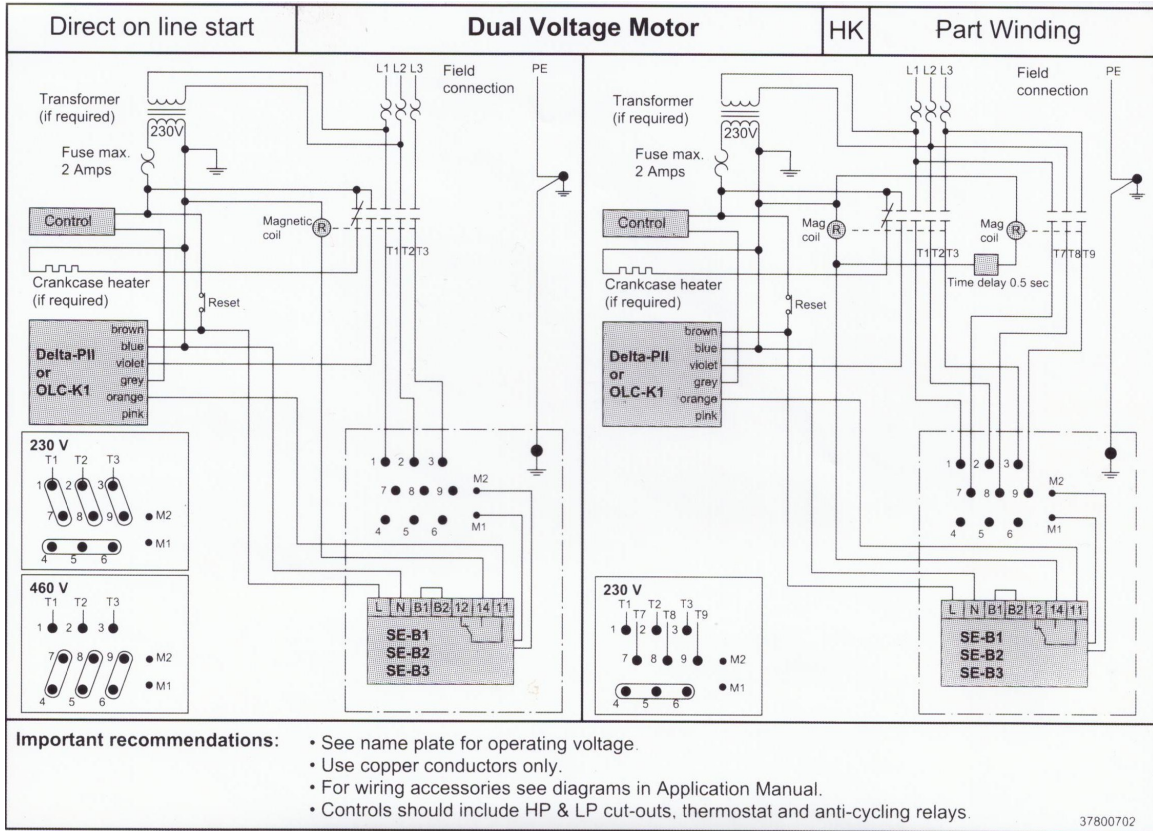 Direct on line start
Dual Voltage Motor
HK
Part Winding
L1 L2 L3
Field
connection
PE
Transformer
(if required)
230V
Fuse max.
2 Amps
Control
Magnetic
coil
R
T1 T2 T3
Crankcase heater
(if required)
Reset
Delta-PII
or
OLC-K1
brown
blue
violet
grey
orange
pink
230 V
T1 T2 T3
1 2 3
7 8 9
M2
M1
4 5 6
460 V
T1 T2 T3
1 2 3
7 8 9
M2
M1
4 5 6
1 2 3
7 8 9
M2
M1
4 5 6
L N B1 B2 12 14 11
SE-B1
SE-B2
SE-B3
L1 L2 L3
Field
connection
PE
Transformer
(if required)
230V
Fuse max.
2 Amps
Control
Mag
coil
R
Mag
coil
R
T1 T2 T3
T7 T8 T9
Time delay 0.5 sec
Crankcase heater
(if required)
Reset
Delta-PII
or
OLC-K1
brown
blue
violet
grey
orange
pink
1 2 3
7 8 9
M2
M1
4 5 6
230 V
T1 T2 T3
T7 T8 T9
1 2 3
7 8 9
M2
M1
4 5 6
L N B1 B2 12 14 11
SE-B1
SE-B2
SE-B3
Important recommendations:
• See name plate for operating voltage.
• Use copper conductors only.
• For wiring accessories see diagrams in Application Manual.
• Controls should include HP & LP cut-outs, thermostat and anti-cycling relays.
37800702